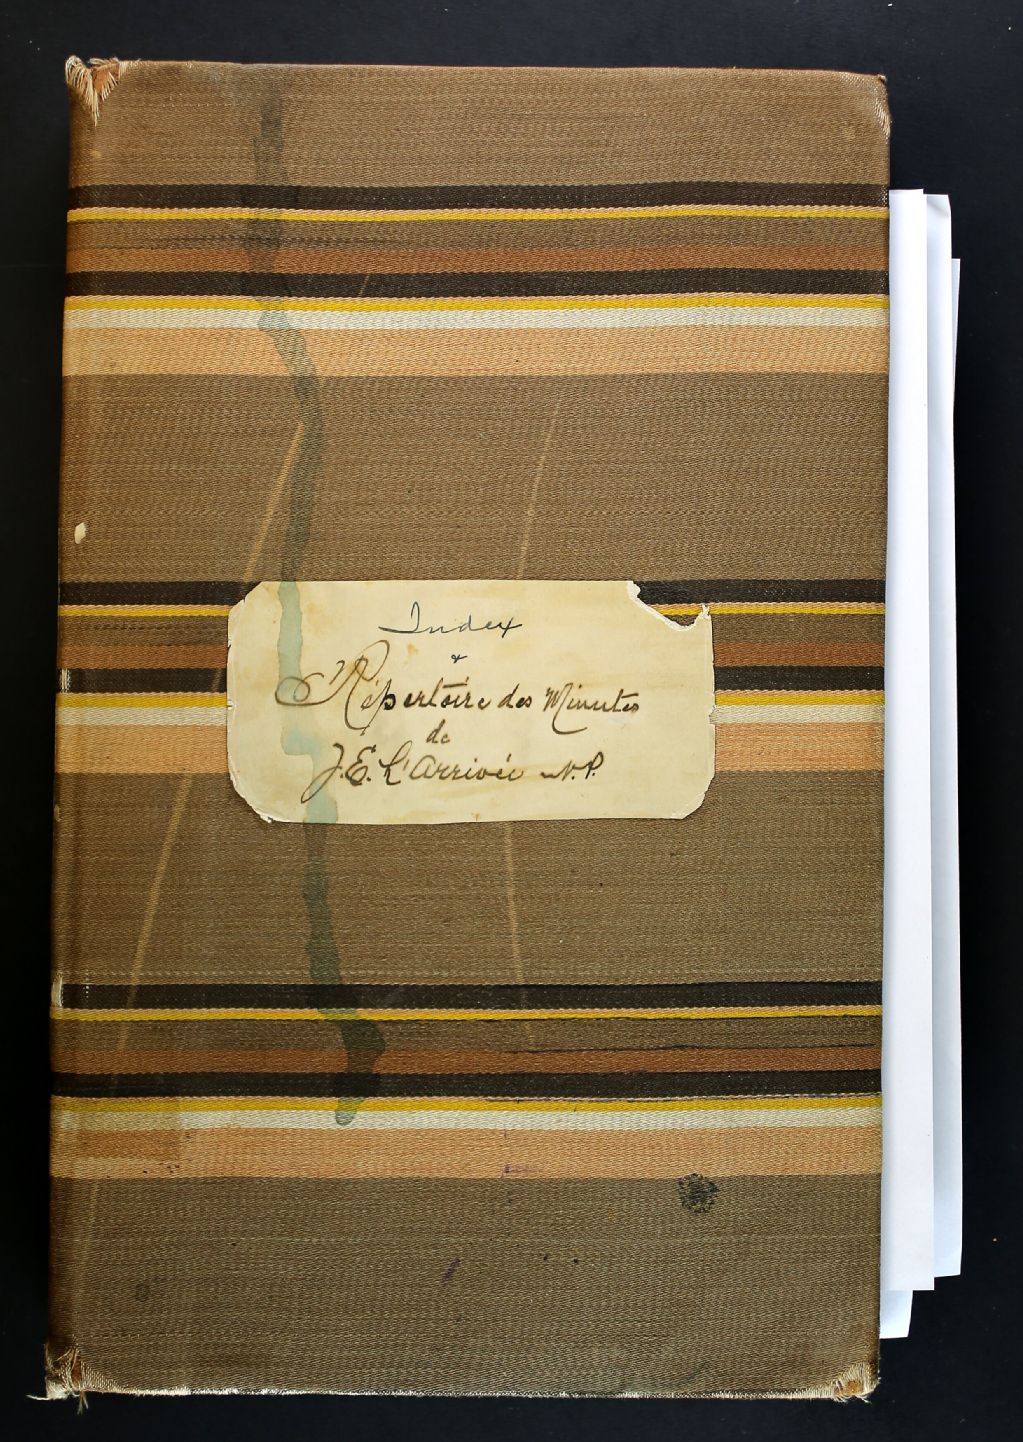 Index
&
Répertoire des Minutes
de
J. E. L'Arrivée N.P.